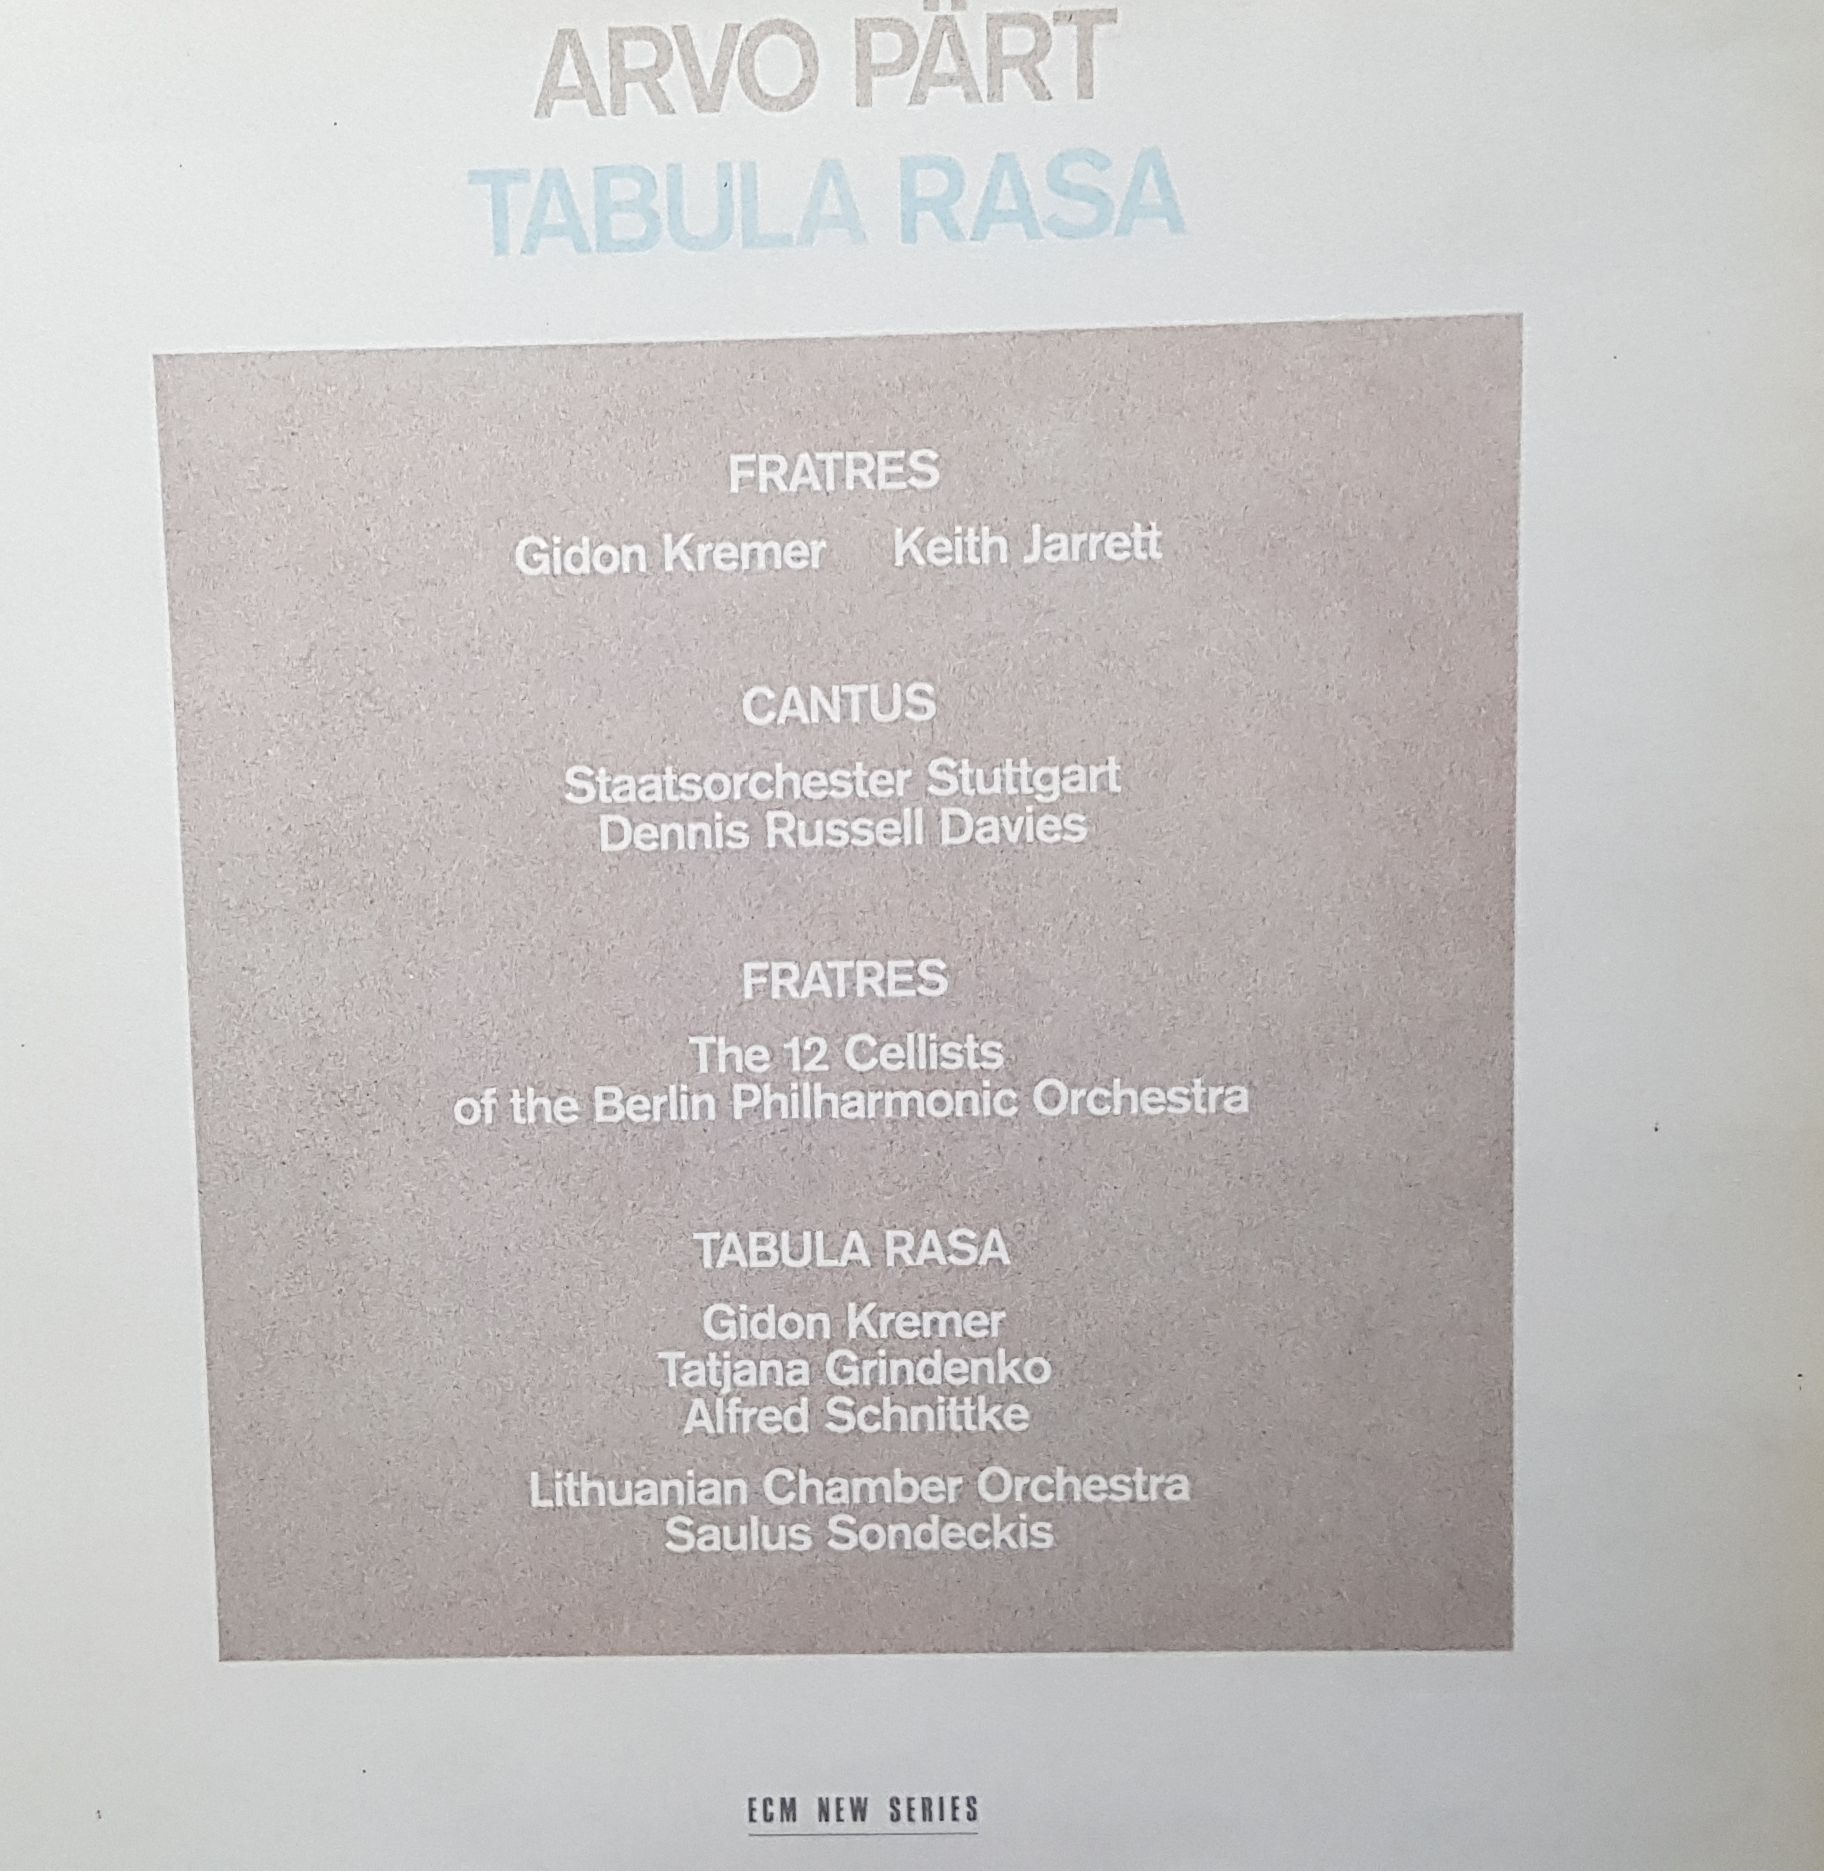 ARVO PÄRT
TABULA RASA
FRATRES
Gidon Kremer Keith Jarrett
CANTUS
Staatsorchester Stuttgart
Dennis Russell Davies
FRATRES
The 12 Cellists
of the Berlin Philharmonic Orchestra
TABULA RASA
Gidon Kremer
Tatjana Grindenko
Alfred Schnittke
Lithuanian Chamber Orchestra
Saulus Sondeckis
ECM NEW SERIES